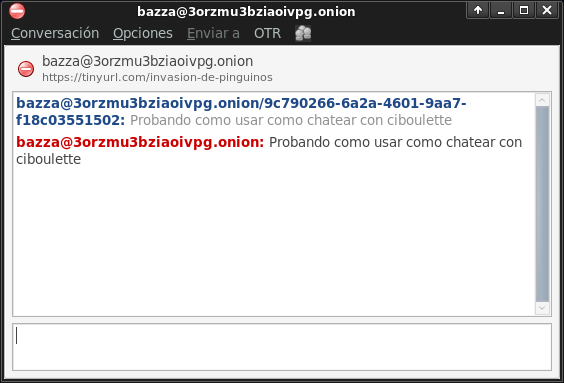 bazza@3orzmu3bziaoivpg.onion
Conversación Opciones Enviar a OTR
bazza@3orzmu3bziaoivpg.onion
https://tinyurl.com/invasion-de-pinguinos
bazza@3orzmu3bziaoivpg.onion/9c790266-6a2a-4601-9aa7-
f18c03551502: Probando como usar como chatear con ciboulette
bazza@3orzmu3bziaoivpg.onion: Probando como usar como chatear con
ciboulette